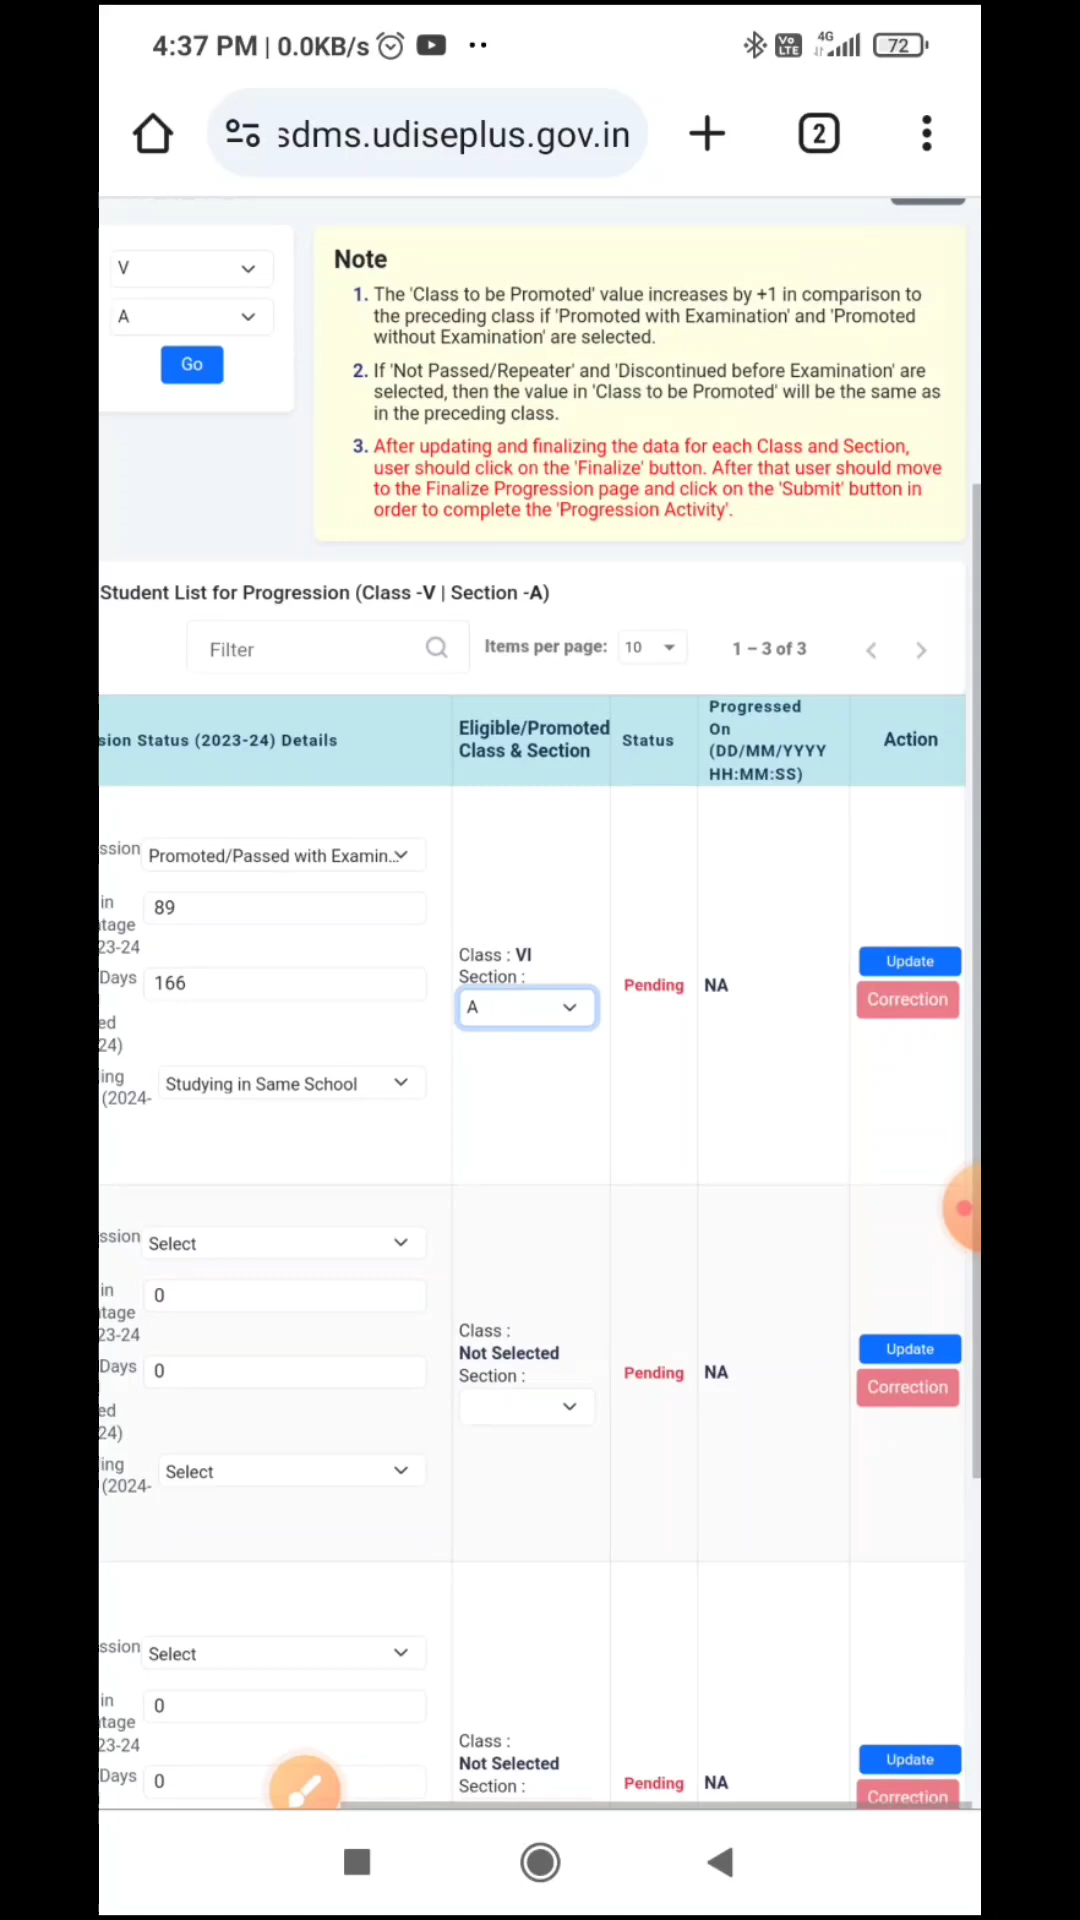 4:37 PM | 0.0KB/s
Vo LTE 4G 72
sdms.udiseplus.gov.in
2
V
A
Go
Note
1. The 'Class to be Promoted' value increases by +1 in comparison to
the preceding class if 'Promoted with Examination' and 'Promoted
without Examination' are selected.
2. If 'Not Passed/Repeater' and 'Discontinued before Examination' are
selected, then the value in 'Class to be Promoted' will be the same as
in the preceding class.
3. After updating and finalizing the data for each Class and Section,
user should click on the 'Finalize' button. After that user should move
to the Finalize Progression page and click on the 'Submit' button in
order to complete the 'Progression Activity'.
Student List for Progression (Class -V | Section -A)
Filter
Items per page: 10
1 – 3 of 3
sion Status (2023-24) Details
Eligible/Promoted
Class & Section
Status
Progressed
On
(DD/MM/YYYY
HH:MM:SS)
Action
ssion Promoted/Passed with Examin...
in
tage
23-24
89
Days 166
ed
24)
ing
(2024-
Studying in Same School
Class : VI
Section :
A
Pending
NA
Update
Correction
ssion Select
in
tage
23-24
0
Days 0
ed
24)
ing
(2024-
Select
Class :
Not Selected
Section :
Pending
NA
Update
Correction
ssion Select
in
tage
23-24
0
Days 0
Class :
Not Selected
Section :
Pending
NA
Update
Correction